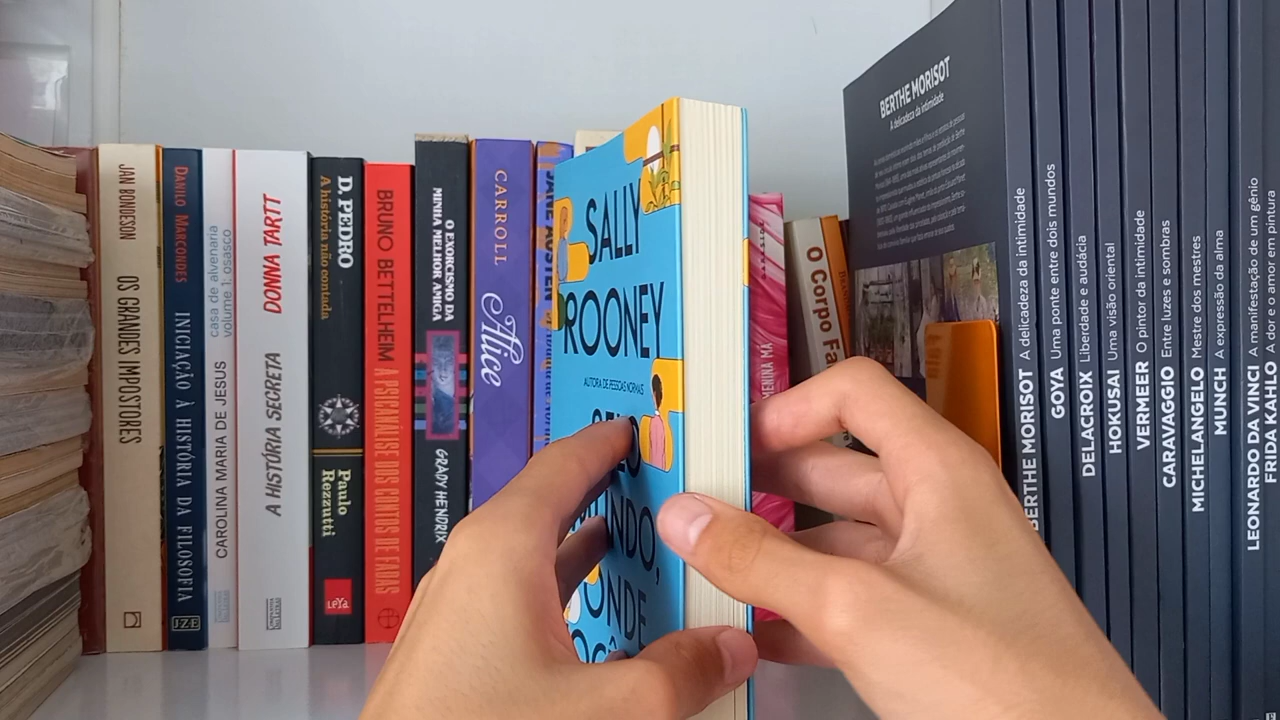 JAN BONDESON OS GRANDES IMPOSTORES
DANILO MARCONDES INICIAÇÃO À HISTÓRIA DA FILOSOFIA
JZE
casa de alvenaria
volume 1: osasco
CAROLINA MARIA DE JESUS
DONNA TARTT A HISTÓRIA SECRETA
D. PEDRO
A história não contada
Paulo
Rezzutti
LeYa
BRUNO BETTELHEIM A PSICANÁLISE DOS CONTOS DE FADAS
O EXORCISMO DA
MINHA MELHOR AMIGA
GRADY HENDRIX
CARROLL Alice
JANE AUSTEN
SALLY
ROONEY
AUTORA DE PESSOAS NORMAIS
ONDE
MENINA MÁ
O Corpo Fa
BERTHE MORISOT
A delicadeza da intimidade
BERTHE MORISOT A delicadeza da intimidade
GOYA Uma ponte entre dois mundos
DELACROIX Liberdade e audácia
HOKUSAI Uma visão oriental
VERMEER O pintor da intimidade
CARAVAGGIO Entre luzes e sombras
MICHELANGELO Mestre dos mestres
MUNCH A expressão da alma
LEONARDO DA VINCI A manifestação de um gênio
FRIDA KAHLO A dor e o amor em pintura